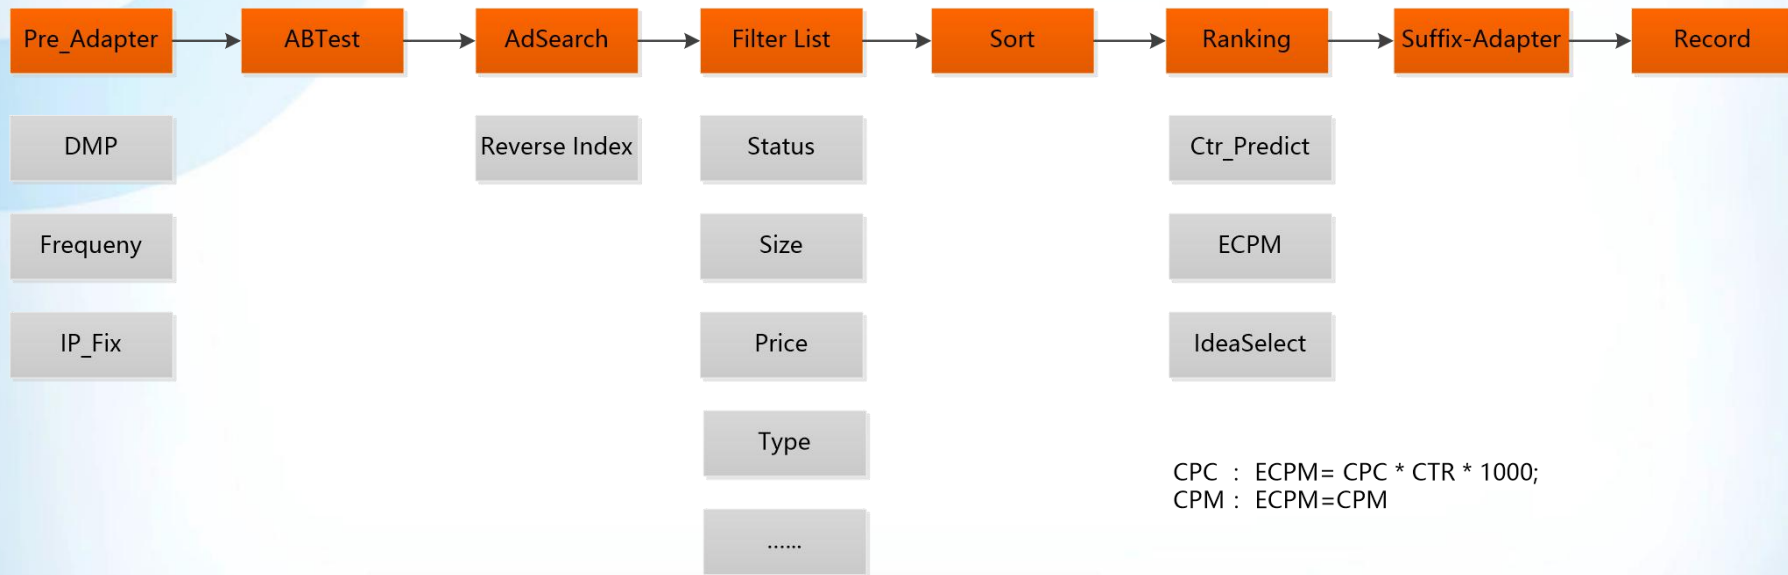 Pre_Adapter
ABTest
AdSearch
Filter List
Sort
Ranking
Suffix-Adapter
Record
DMP
Reverse Index
Status
Ctr_Predict
Frequeny
Size
ECPM
IP_Fix
Price
IdeaSelect
Type
CPC : ECPM= CPC * CTR * 1000;
CPM : ECPM=CPM
......